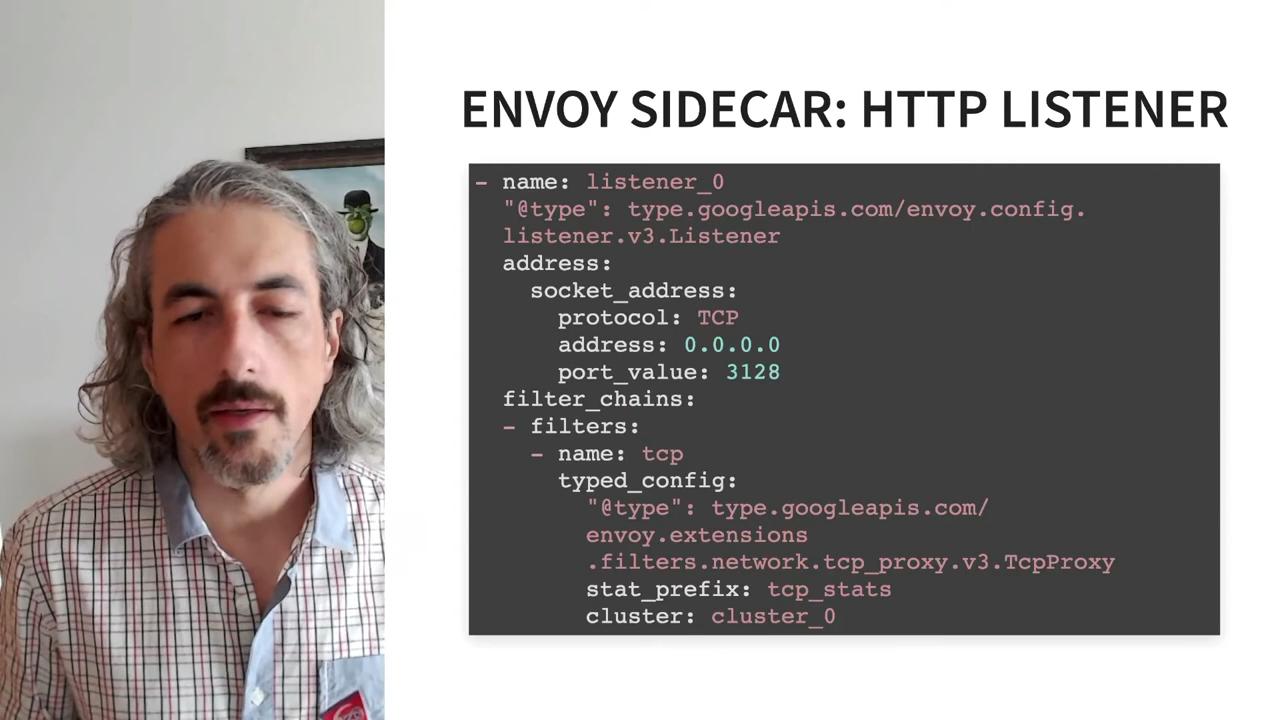 ENVOY SIDECAR: HTTP LISTENER
- name: listener_0
"@type": type.googleapis.com/envoy.config.
listener.v3.Listener
address:
socket_address:
protocol: TCP
address: 0.0.0.0
port_value: 3128
filter_chains:
- filters:
- name: tcp
typed_config:
"@type": type.googleapis.com/
envoy.extensions
.filters.network.tcp_proxy.v3.TcpProxy
stat_prefix: tcp_stats
cluster: cluster_0